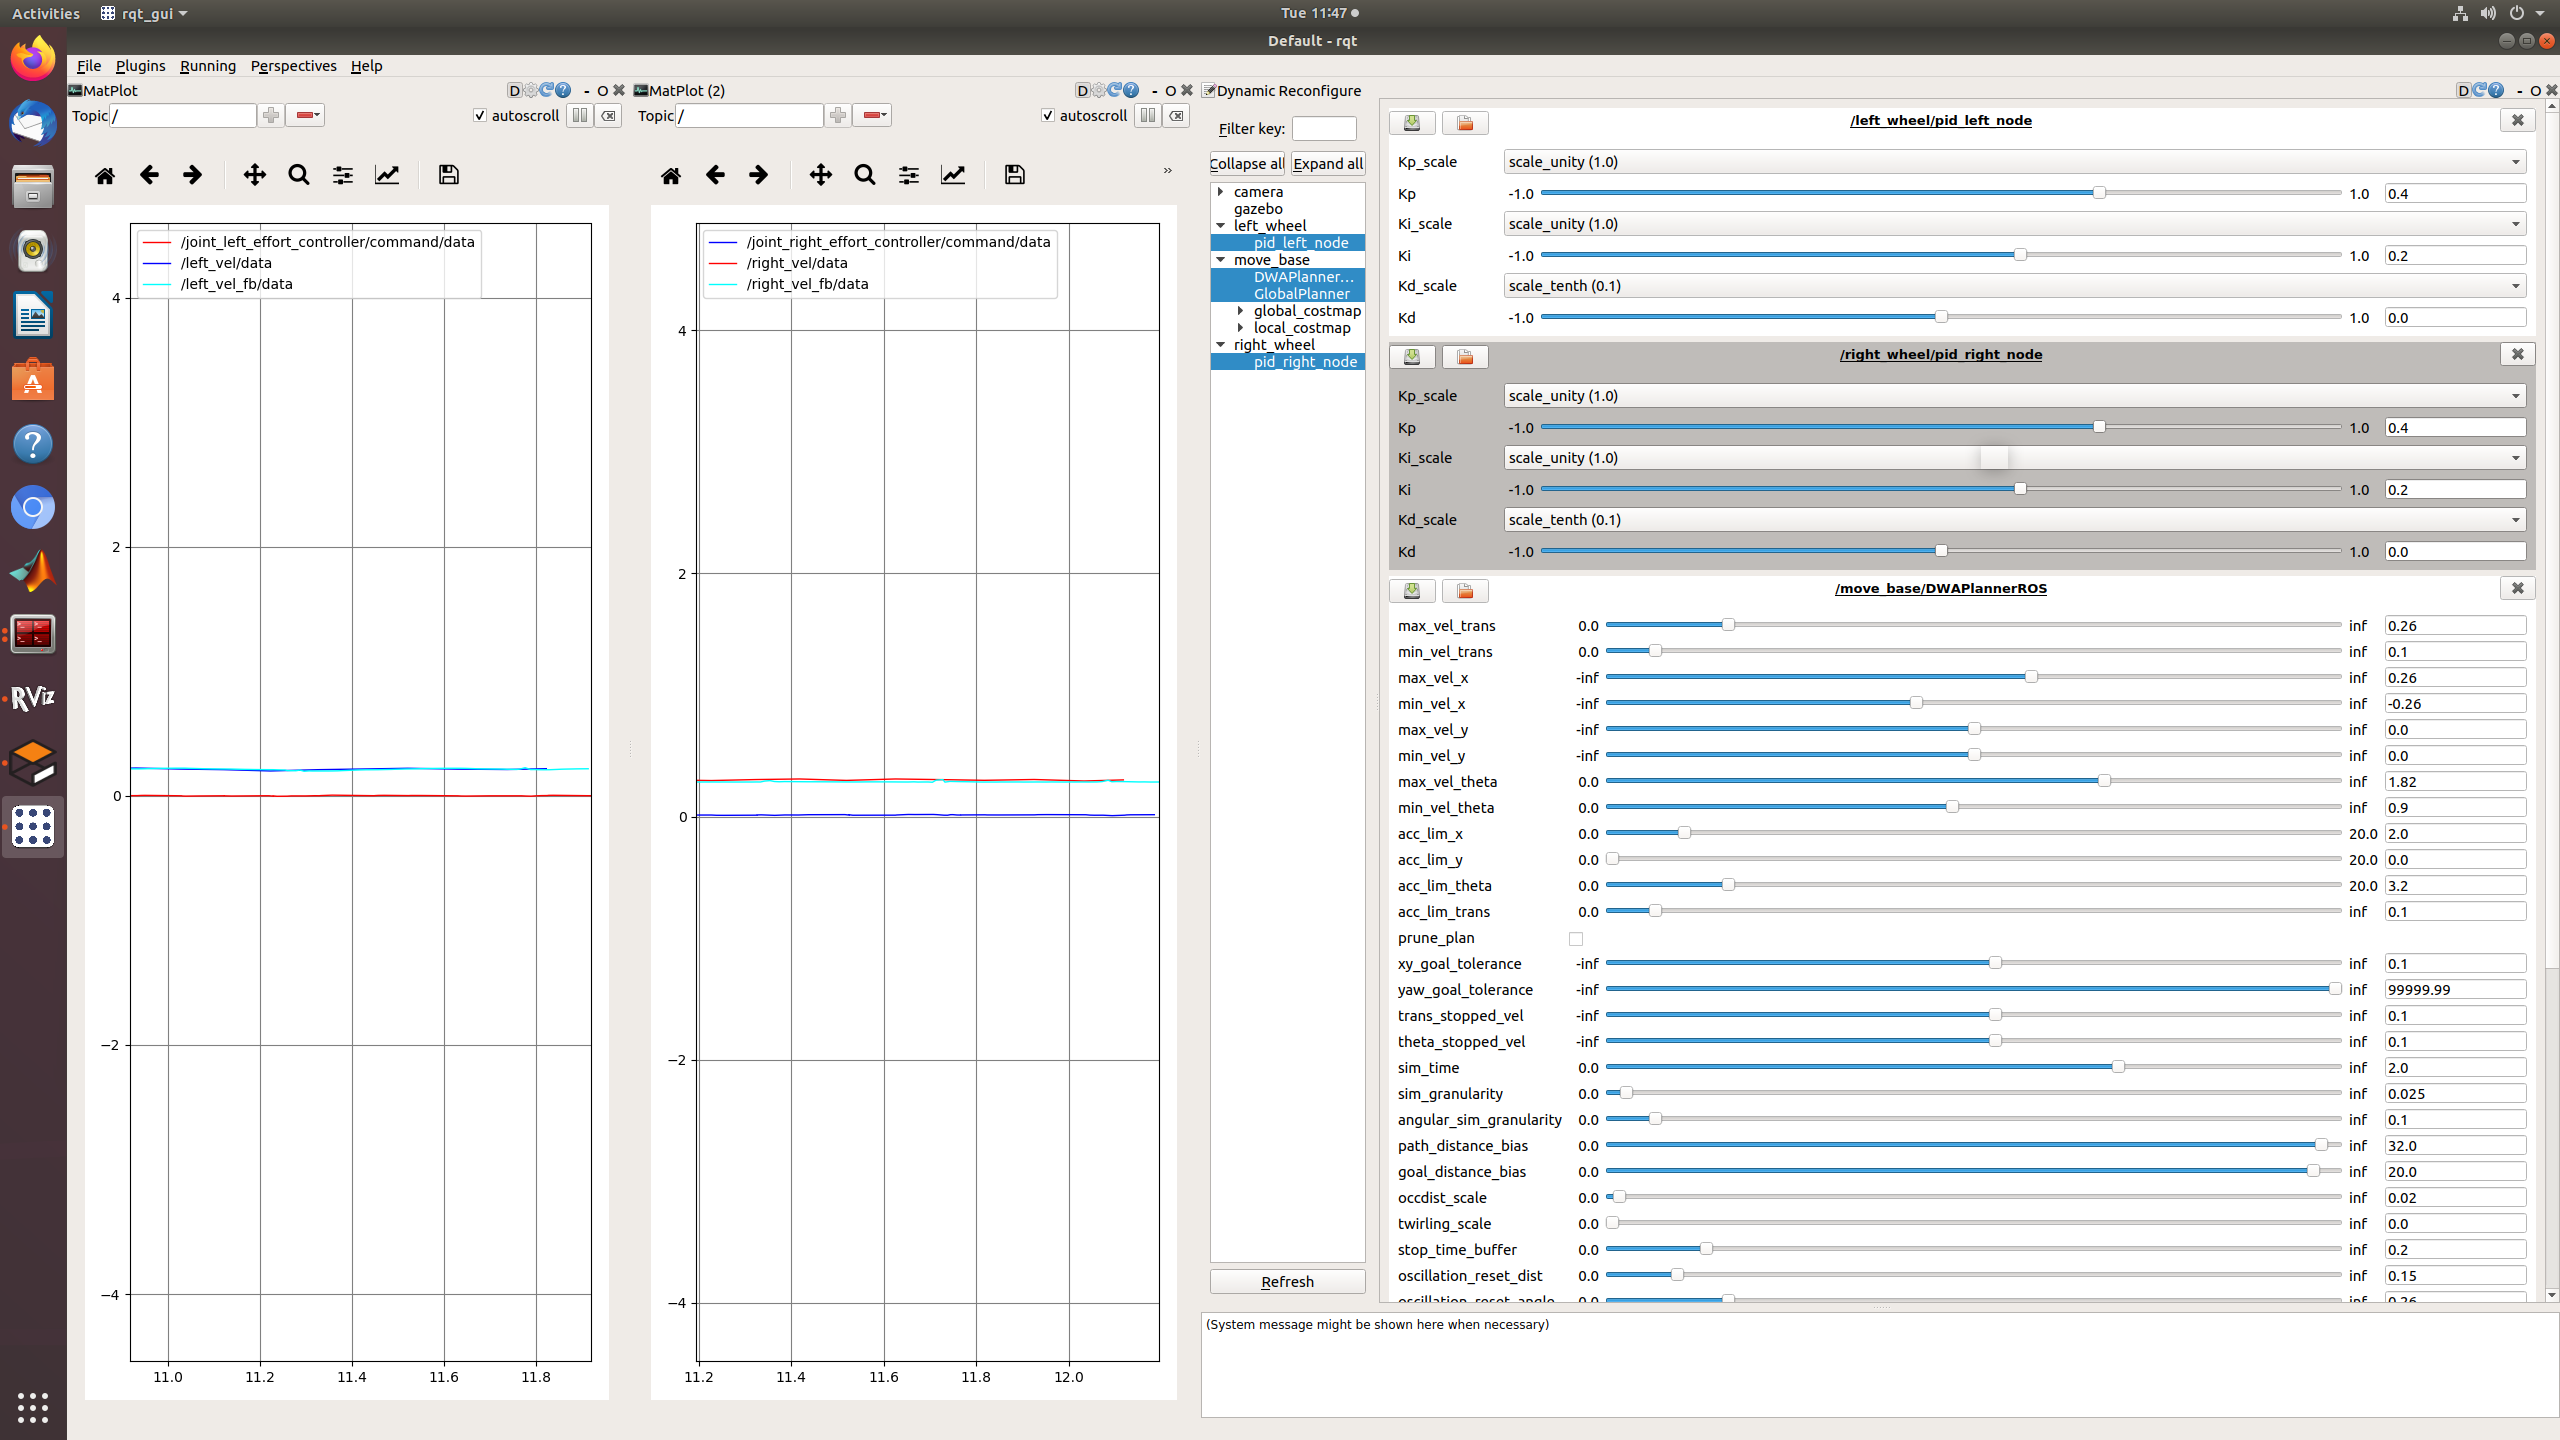 Activities rqt_gui Tue 11:47
Default - rqt
File Plugins Running Perspectives Help
MatPlot D - O
Topic / autoscroll
/joint_left_effort_controller/command/data
/left_vel/data
/left_vel_fb/data
4
2
0
−2
−4
11.0 11.2 11.4 11.6 11.8
MatPlot (2) D - O
Topic / autoscroll
»
/joint_right_effort_controller/command/data
/right_vel/data
/right_vel_fb/data
4
2
0
−2
−4
11.2 11.4 11.6 11.8 12.0
Dynamic Reconfigure D - O
Filter key:
Collapse all Expand all
camera
gazebo
left_wheel
pid_left_node
move_base
DWAPlanner...
GlobalPlanner
global_costmap
local_costmap
right_wheel
pid_right_node
Refresh
/left_wheel/pid_left_node
Kp_scale scale_unity (1.0)
Kp -1.0 1.0 0.4
Ki_scale scale_unity (1.0)
Ki -1.0 1.0 0.2
Kd_scale scale_tenth (0.1)
Kd -1.0 1.0 0.0
/right_wheel/pid_right_node
Kp_scale scale_unity (1.0)
Kp -1.0 1.0 0.4
Ki_scale scale_unity (1.0)
Ki -1.0 1.0 0.2
Kd_scale scale_tenth (0.1)
Kd -1.0 1.0 0.0
/move_base/DWAPlannerROS
max_vel_trans 0.0 inf 0.26
min_vel_trans 0.0 inf 0.1
max_vel_x -inf inf 0.26
min_vel_x -inf inf -0.26
max_vel_y -inf inf 0.0
min_vel_y -inf inf 0.0
max_vel_theta 0.0 inf 1.82
min_vel_theta 0.0 inf 0.9
acc_lim_x 0.0 20.0 2.0
acc_lim_y 0.0 20.0 0.0
acc_lim_theta 0.0 20.0 3.2
acc_lim_trans 0.0 inf 0.1
prune_plan
xy_goal_tolerance -inf inf 0.1
yaw_goal_tolerance -inf inf 99999.99
trans_stopped_vel -inf inf 0.1
theta_stopped_vel -inf inf 0.1
sim_time 0.0 inf 2.0
sim_granularity 0.0 inf 0.025
angular_sim_granularity 0.0 inf 0.1
path_distance_bias 0.0 inf 32.0
goal_distance_bias 0.0 inf 20.0
occdist_scale 0.0 inf 0.02
twirling_scale 0.0 inf 0.0
stop_time_buffer 0.0 inf 0.2
oscillation_reset_dist 0.0 inf 0.15
oscillation_reset_angle 0.0 inf 0.26
(System message might be shown here when necessary)
RViz